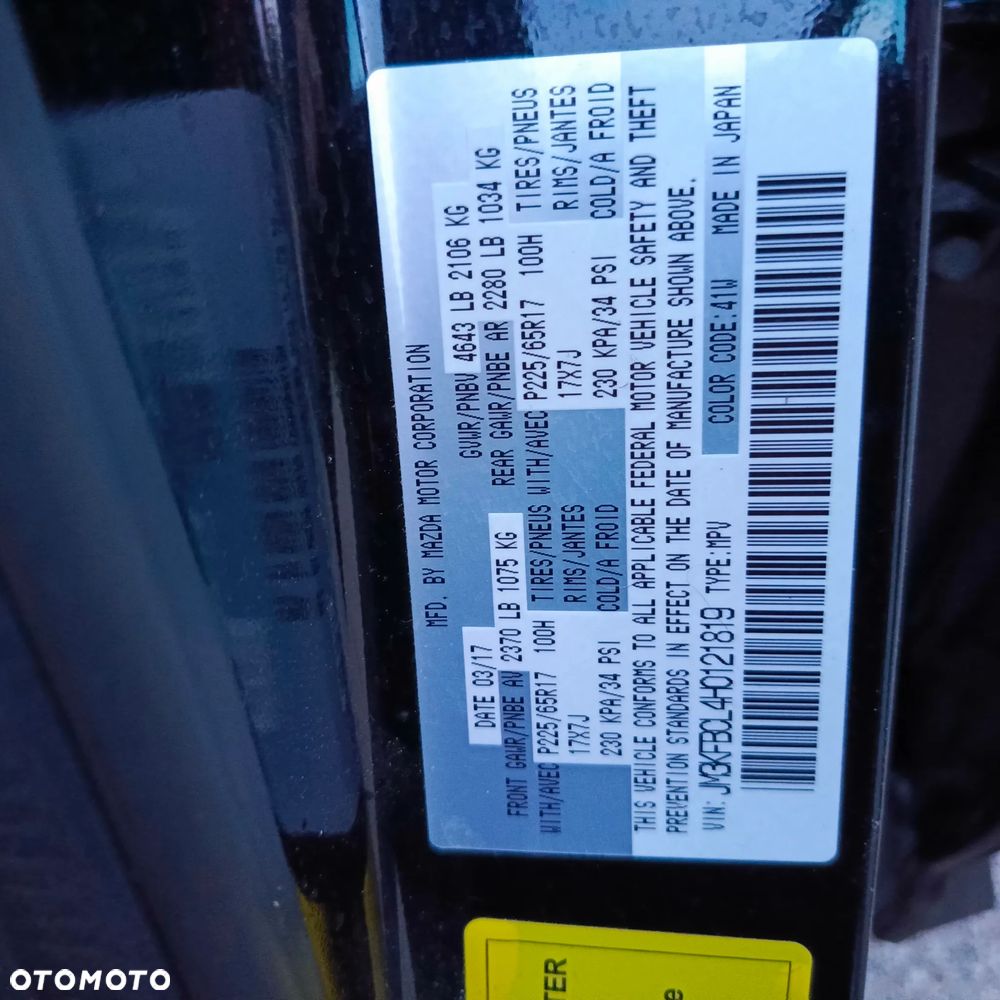 MFD. BY MAZDA MOTOR CORPORATION
DATE 03/17 GVWR/PNBV 4643 LB 2106 KG
FRONT GAWR/PNBE AV 2370 LB 1075 KG REAR GAWR/PNBE AR 2280 LB 1034 KG
WITH/AVEC P225/65R17 100H TIRES/PNEUS WITH/AVEC P225/65R17 100H TIRES/PNEUS
17X7J RIMS/JANTES 17X7J RIMS/JANTES
230 KPA/34 PSI COLD/A FROID 230 KPA/34 PSI COLD/A FROID
THIS VEHICLE CONFORMS TO ALL APPLICABLE FEDERAL MOTOR VEHICLE SAFETY AND THEFT
PREVENTION STANDARDS IN EFFECT ON THE DATE OF MANUFACTURE SHOWN ABOVE.
VIN: JM3KFBCL4H0121819 TYPE:MPV COLOR CODE:41W MADE IN JAPAN
OTOMOTO